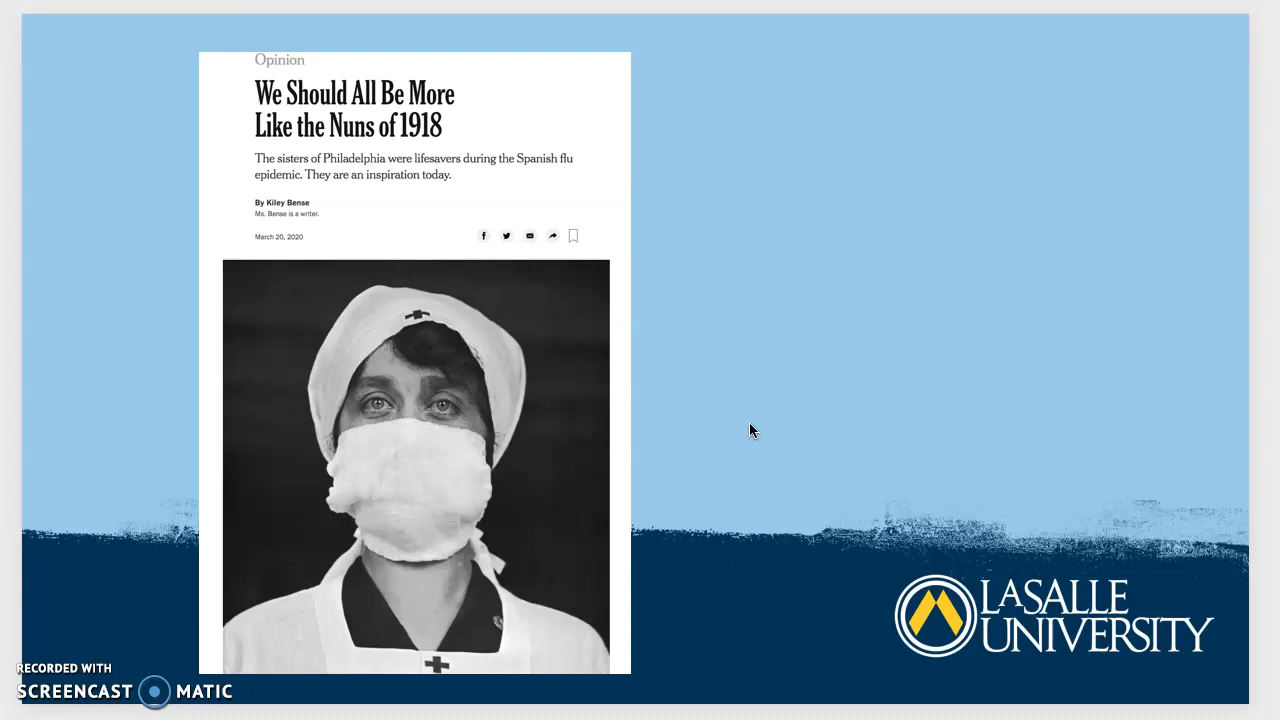 Opinion
We Should All Be More
Like the Nuns of 1918
The sisters of Philadelphia were lifesavers during the Spanish flu
epidemic. They are an inspiration today.
By Kiley Bense
Ms. Bense is a writer.
March 20, 2020
LASALLE
UNIVERSITY
RECORDED WITH
SCREENCAST MATIC